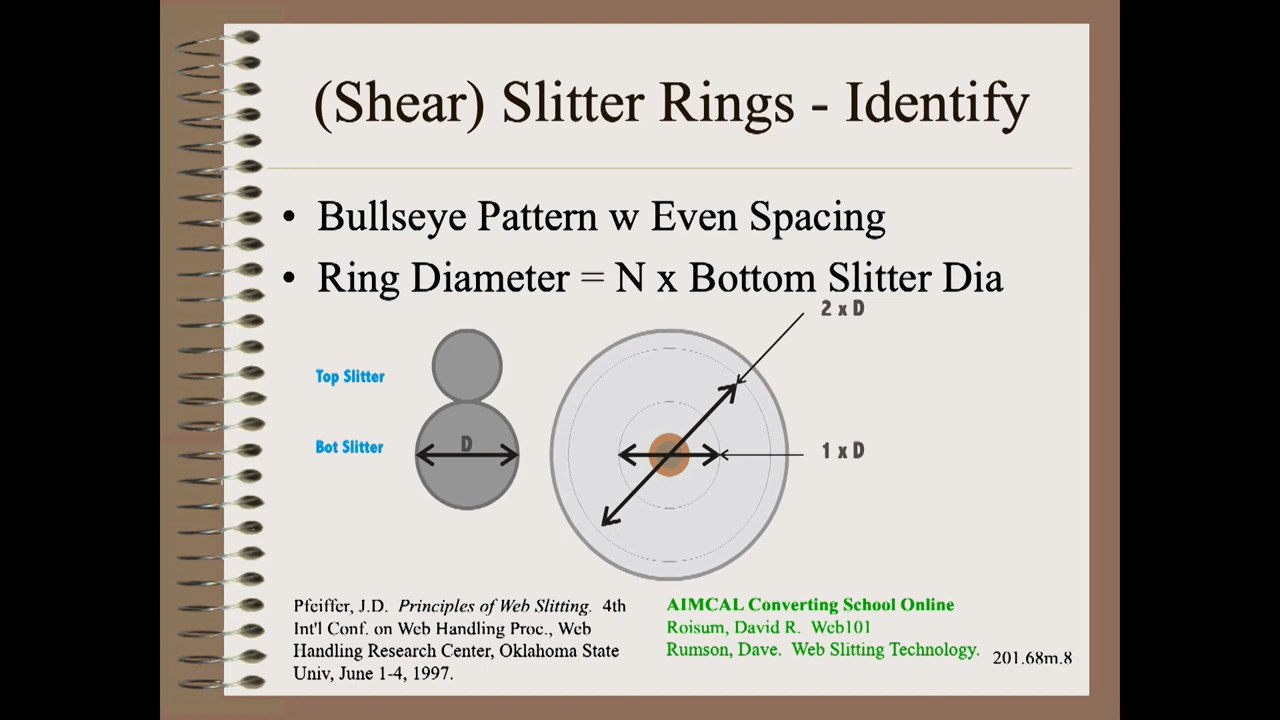 (Shear) Slitter Rings - Identify
• Bullseye Pattern w Even Spacing
• Ring Diameter = N x Bottom Slitter Dia
2 x D
Top Slitter
D
Bot Slitter
1 x D
Pfeiffer, J.D. Principles of Web Slitting. 4th
Int'l Conf. on Web Handling Proc., Web
Handling Research Center, Oklahoma State
Univ, June 1-4, 1997.
AIMCAL Converting School Online
Roisum, David R. Web101
Rumson, Dave. Web Slitting Technology.
201.68m.8